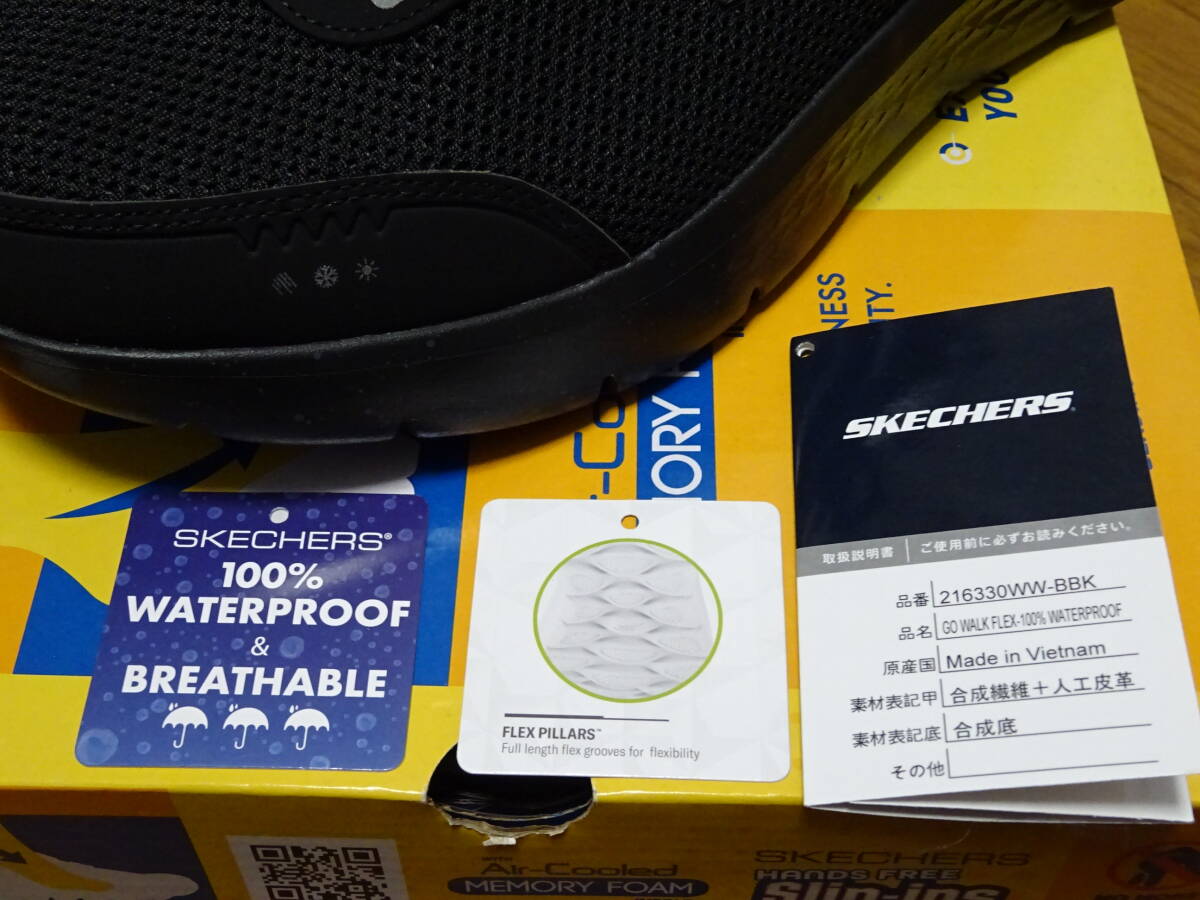 YOU
NESS
TY.
r-Co
MORY
SKECHERS®
100%
WATERPROOF
&
BREATHABLE
FLEX PILLARS™
Full length flex grooves for flexibility
SKECHERS
取扱説明書 ご使用前に必ずお読みください。
品番 216330WW-BBK
品名 GO WALK FLEX-100% WATERPROOF
原産国 Made in Vietnam
素材表記甲 合成繊維＋人工皮革
素材表記底 合成底
その他
WITH
Air-Cooled
MEMORY FOAM
SKECHERS
HANDS FREE
Slip-ins